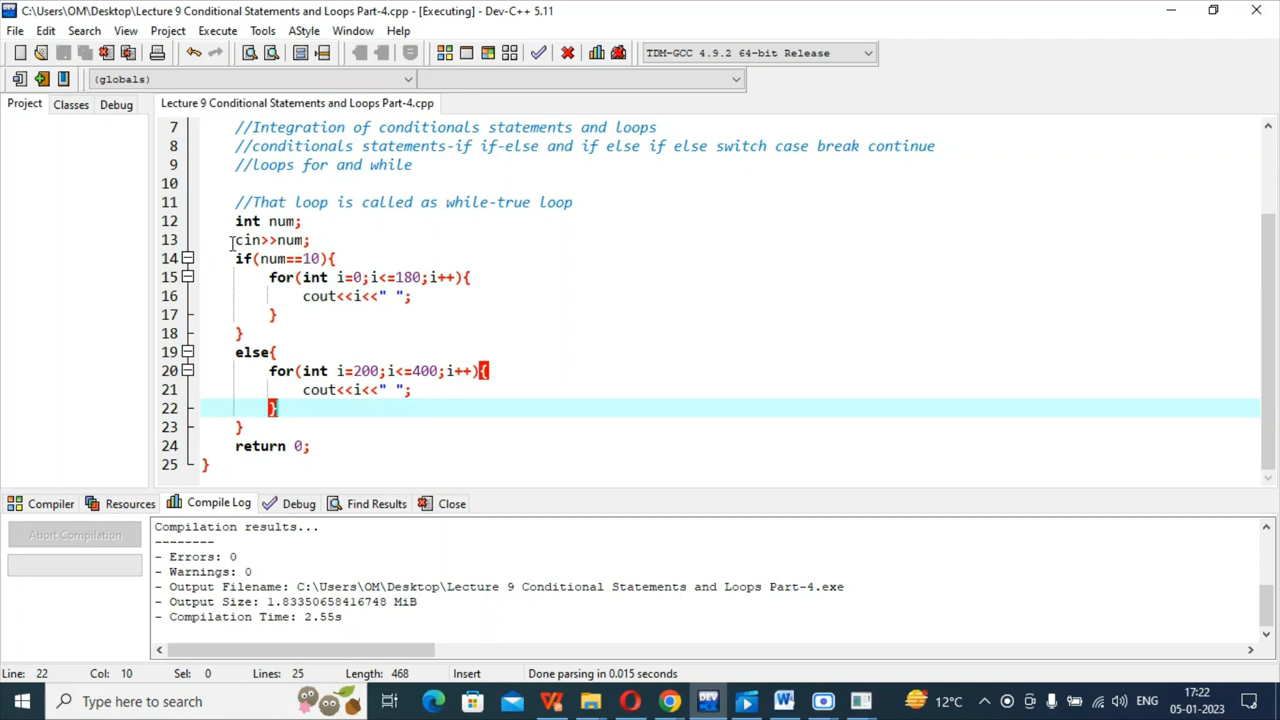 C:\Users\OM\Desktop\Lecture 9 Conditional Statements and Loops Part-4.cpp - [Executing] - Dev-C++ 5.11
File Edit Search View Project Execute Tools AStyle Window Help
TDM-GCC 4.9.2 64-bit Release
(globals)
Project Classes Debug Lecture 9 Conditional Statements and Loops Part-4.cpp
7 //Integration of conditionals statements and loops
8 //conditionals statements-if if-else and if else if else switch case break continue
9 //loops for and while
10
11 //That loop is called as while-true loop
12 int num;
13 cin>>num;
14 if(num==10){
15 for(int i=0;i<=180;i++){
16 cout<<i<<" ";
17 }
18 }
19 else{
20 for(int i=200;i<=400;i++){
21 cout<<i<<" ";
22 }
23 }
24 return 0;
25 }
Compiler Resources Compile Log Debug Find Results Close
Abort Compilation
Compilation results...
--------
- Errors: 0
- Warnings: 0
- Output Filename: C:\Users\OM\Desktop\Lecture 9 Conditional Statements and Loops Part-4.exe
- Output Size: 1.83350658416748 MiB
- Compilation Time: 2.55s
Line: 22 Col: 10 Sel: 0 Lines: 25 Length: 468 Insert Done parsing in 0.015 seconds
Type here to search
DEV
12°C
ENG
17:22
05-01-2023